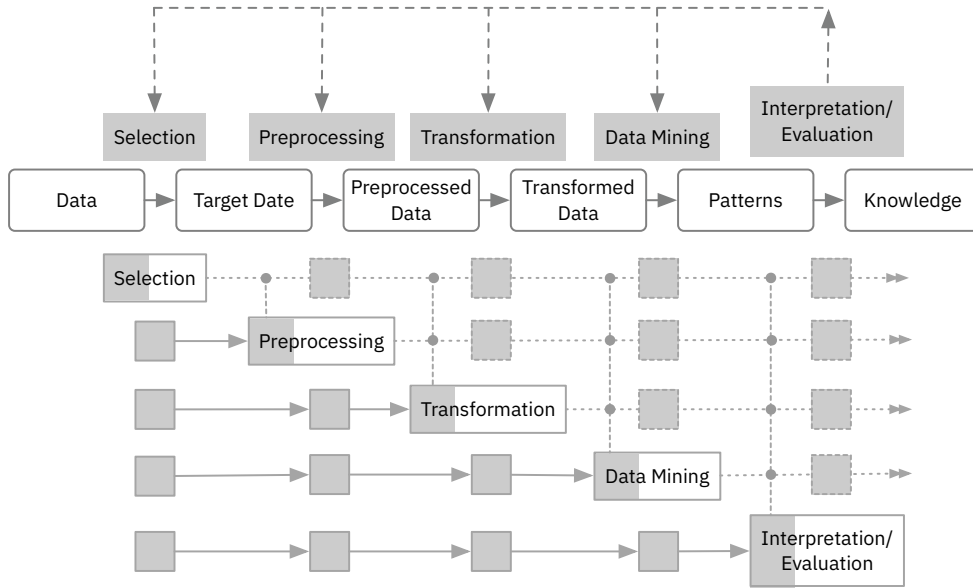 Selection
Preprocessing
Transformation
Data Mining
Interpretation/
Evaluation
Data
Target Date
Preprocessed
Data
Transformed
Data
Patterns
Knowledge
Selection
Preprocessing
Transformation
Data Mining
Interpretation/
Evaluation